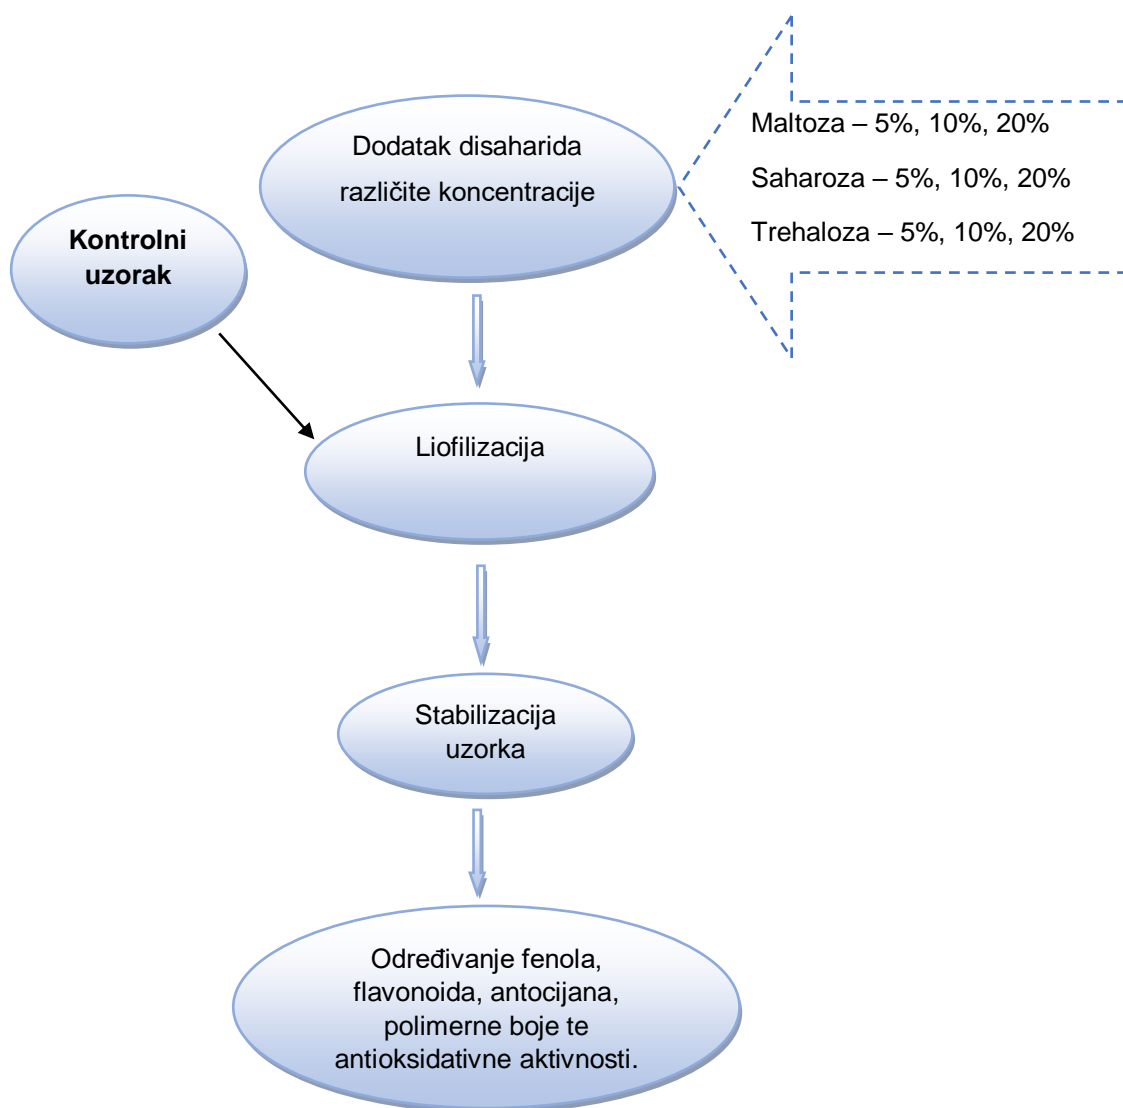 Dodatak disaharida
različite koncentracije
Maltoza – 5%, 10%, 20%
Saharoza – 5%, 10%, 20%
Trehaloza – 5%, 10%, 20%
Kontrolni
uzorak
Liofilizacija
Stabilizacija
uzorka
Određivanje fenola,
flavonoida, antocijana,
polimerne boje te
antioksidativne aktivnosti.